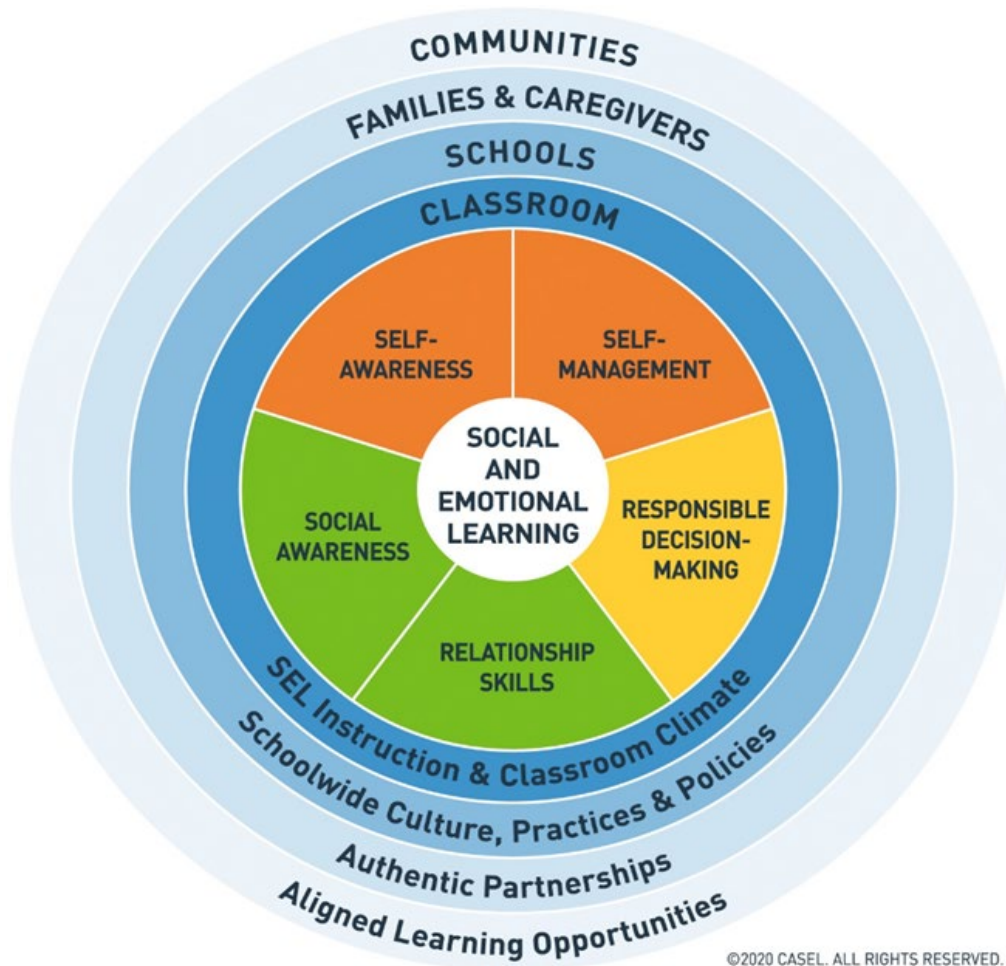 COMMUNITIES
FAMILIES & CAREGIVERS
SCHOOLS
CLASSROOM
SELF-
AWARENESS
SELF-
MANAGEMENT
SOCIAL
AND
EMOTIONAL
LEARNING
SOCIAL
AWARENESS
RESPONSIBLE
DECISION-
MAKING
RELATIONSHIP
SKILLS
SEL Instruction & Classroom Climate
Schoolwide Culture, Practices & Policies
Authentic Partnerships
Aligned Learning Opportunities
©2020 CASEL. ALL RIGHTS RESERVED.